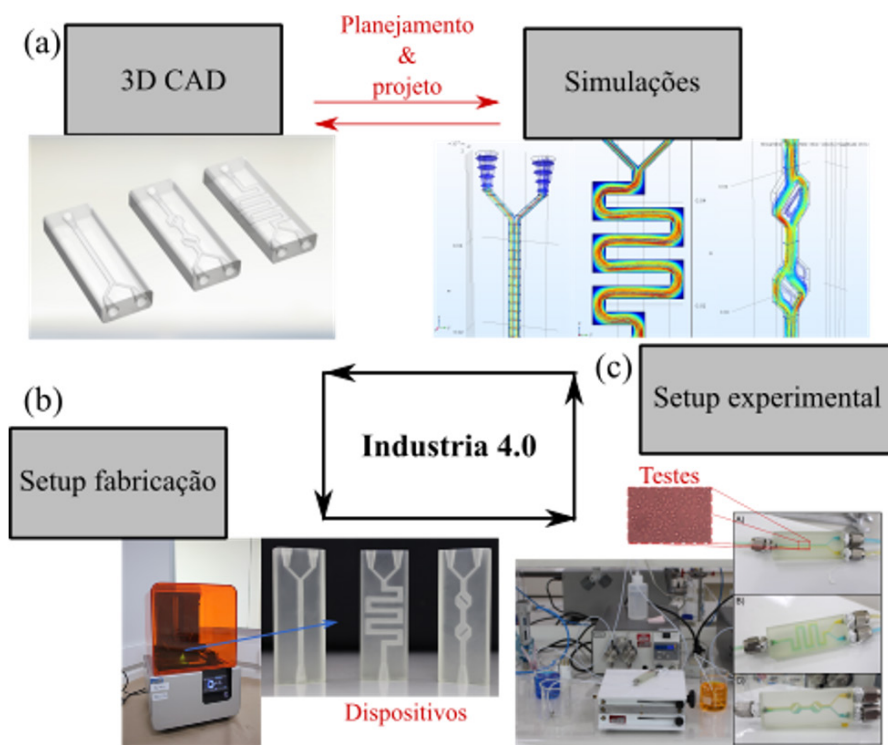 (a)
3D CAD
Planejamento
&
projeto
Simulações
(b)
Setup fabricação
Industria 4.0
(c)
Setup experimental
Testes
Dispositivos
A)
B)